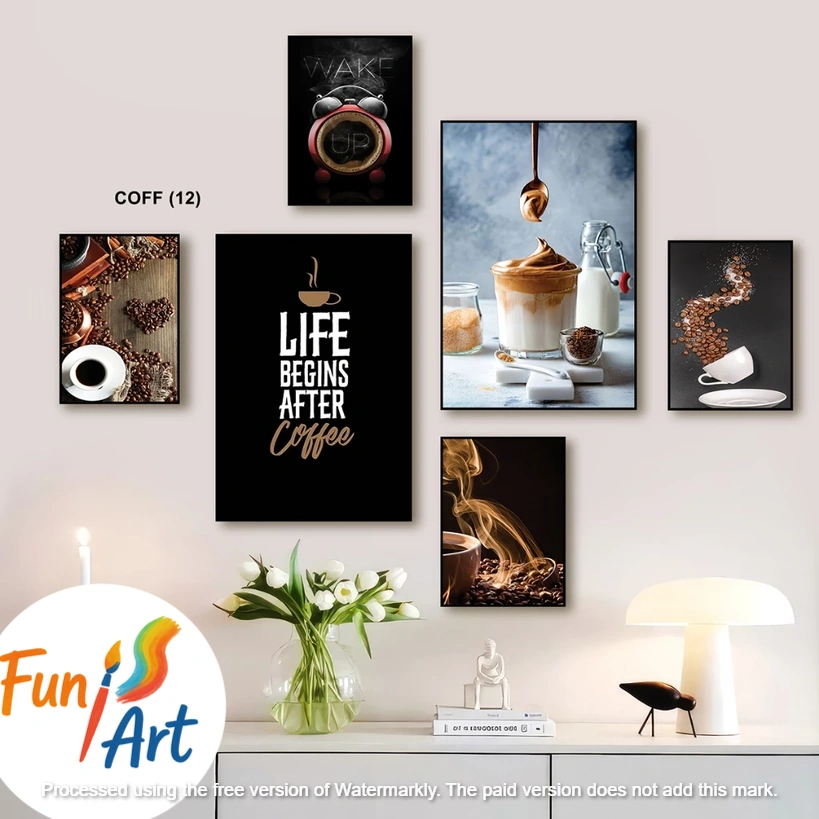 WAKE
UP
COFF (12)
LIFE
BEGINS
AFTER
Coffee
Fun
Art
Processed using the free version of Watermarkly. The paid version does not add this mark.